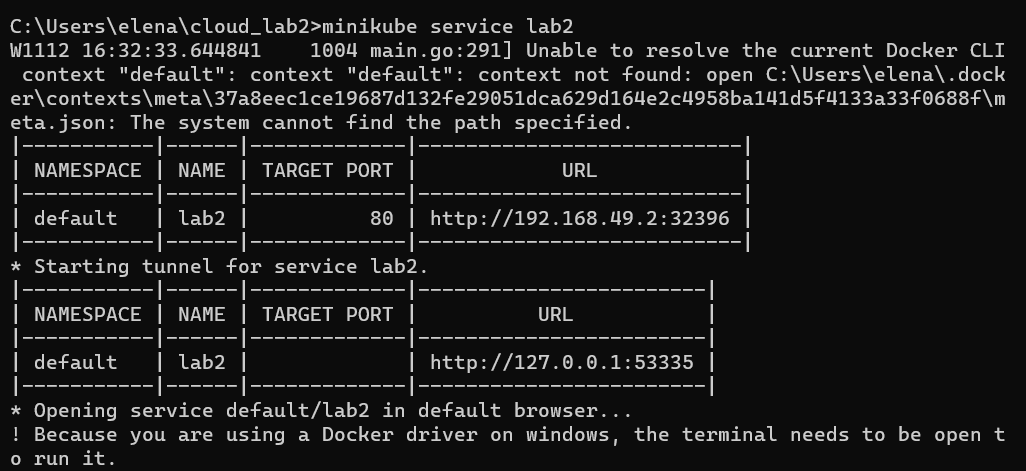 C:\Users\elena\cloud_lab2>minikube service lab2
W1112 16:32:33.644841    1004 main.go:291] Unable to resolve the current Docker CLI
 context "default": context "default": context not found: open C:\Users\elena\.dock
er\contexts\meta\37a8eec1ce19687d132fe29051dca629d164e2c4958ba141d5f4133a33f0688f\m
eta.json: The system cannot find the path specified.
|-----------|------|-------------|---------------------------|
| NAMESPACE | NAME | TARGET PORT |            URL            |
|-----------|------|-------------|---------------------------|
| default   | lab2 |          80 | http://192.168.49.2:32396 |
|-----------|------|-------------|---------------------------|
* Starting tunnel for service lab2.
|-----------|------|-------------|------------------------|
| NAMESPACE | NAME | TARGET PORT |          URL           |
|-----------|------|-------------|------------------------|
| default   | lab2 |             | http://127.0.0.1:53335 |
|-----------|------|-------------|------------------------|
* Opening service default/lab2 in default browser...
! Because you are using a Docker driver on windows, the terminal needs to be open t
o run it.